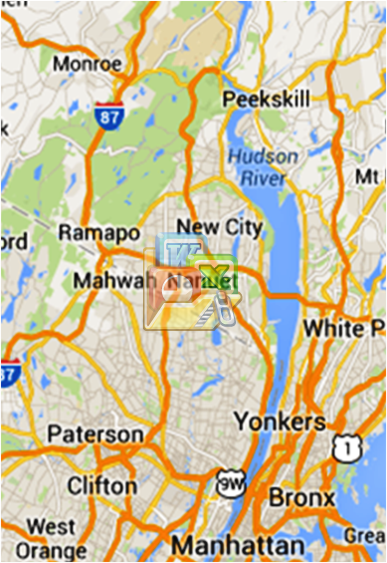 Monroe
87
Peekskill
Hudson
River
Mt
New City
ord
Ramapo
Mahwah
Nanuet
W
X
White P
87
Yonkers
1
Paterson
Clifton
9W
Bronx
West
Orange
Grea
Manhattan